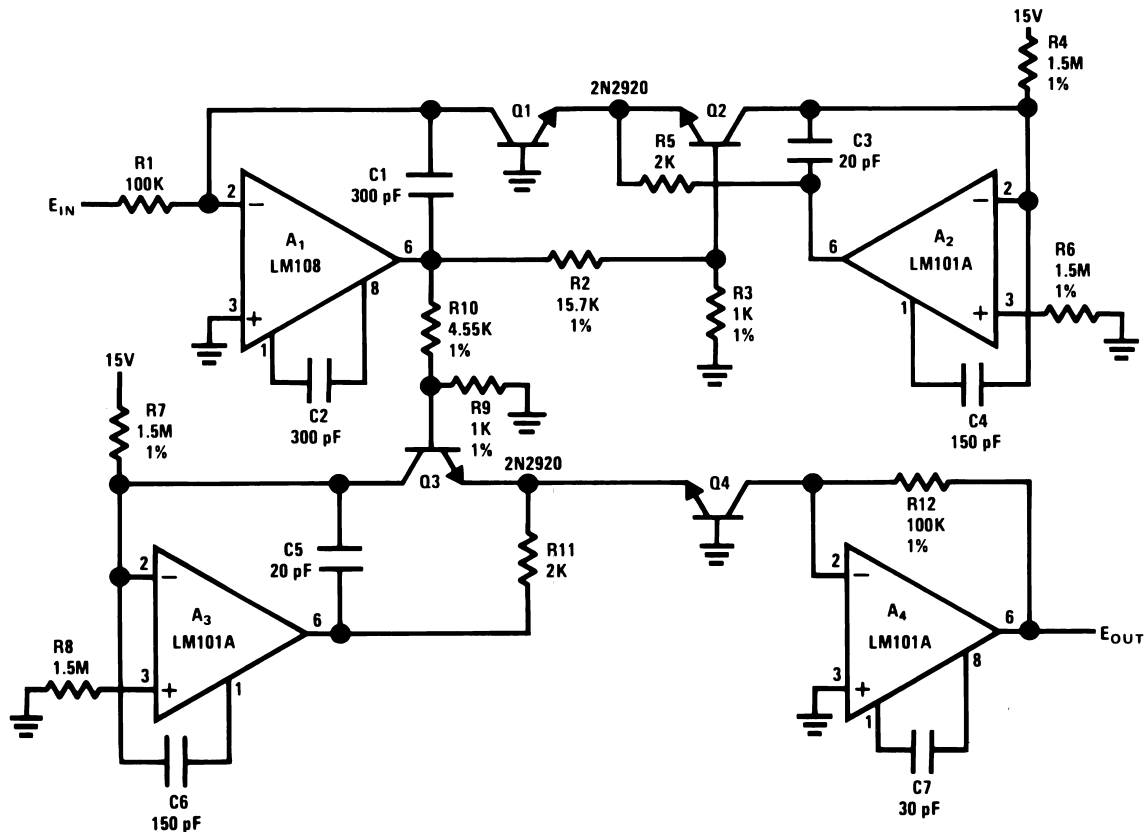 15V
R4
1.5M
1%
2N2920
Q1
Q2
R5
2K
C3
20 pF
R1
100K
C1
300 pF
EIN
2
−
A1
LM108
6
8
3
+
1
C2
300 pF
R2
15.7K
1%
R3
1K
1%
2
−
A2
LM101A
6
1
3
+
R6
1.5M
1%
C4
150 pF
R10
4.55K
1%
R9
1K
1%
15V
R7
1.5M
1%
Q3
2N2920
Q4
C5
20 pF
R11
2K
R12
100K
1%
2
−
A3
LM101A
6
3
+
1
R8
1.5M
C6
150 pF
2
−
A4
LM101A
6
8
3
+
1
EOUT
C7
30 pF